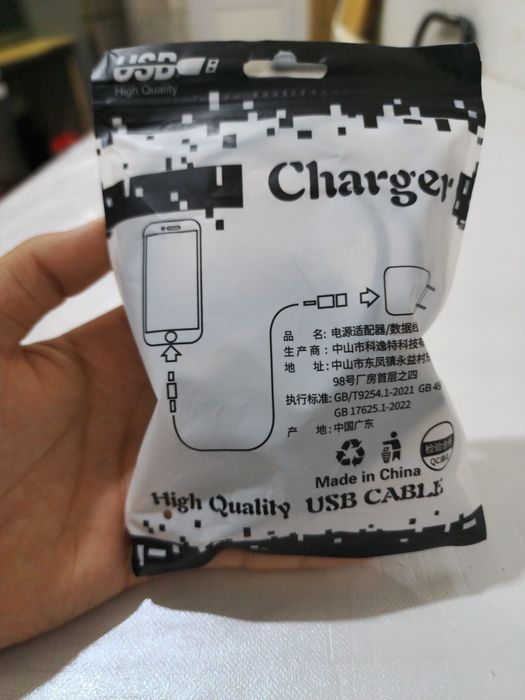 USB
High Quality
Charger
品 名: 电源适配器/数据线
生产商: 中山市科逸特科技有
地 址: 中山市东凤镇永益村东
98号厂房首层之四
执行标准: GB/T9254.1-2021 GB 49
GB 17625.1-2022
产 地: 中国广东
检验合格
QC
Made in China
High Quality USB CABLE